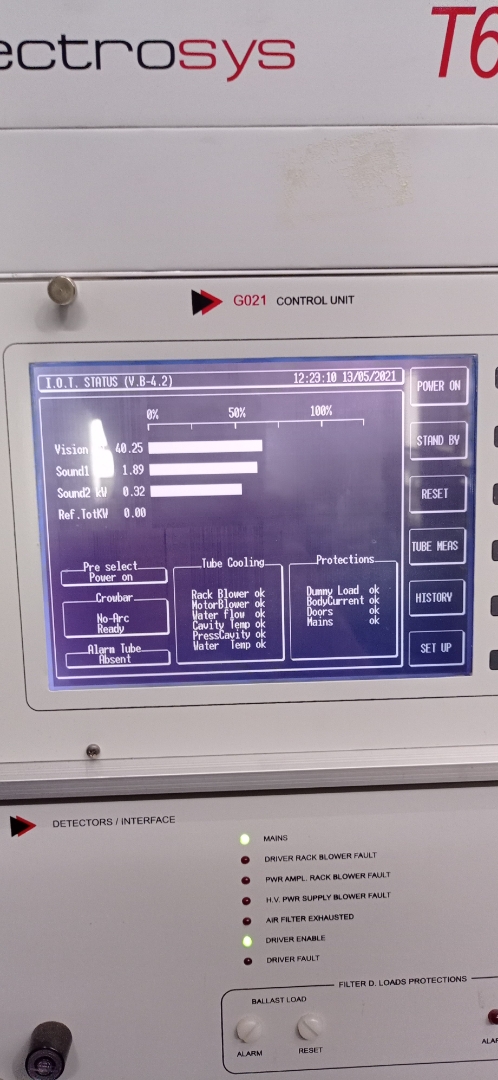 ectrosys
T6
G021 CONTROL UNIT
I.O.T. STATUS (V.B-4.2) 12:23:10 13/05/2021
POWER ON
0% 50% 100%
STAND BY
Vision 40.25
Sound1 1.89
Sound2 kW 0.32
RESET
Ref.TotKW 0.00
TUBE MEAS
Pre select
Power on
Crowbar
No-Arc
Ready
Alarm Tube
Absent
Tube Cooling
Rack Blower ok
MotorBlower ok
Water flow ok
Cavity Temp ok
PressCavity ok
Water Temp ok
Protections
Dummy Load ok
BodyCurrent ok
Doors ok
Mains ok
HISTORY
SET UP
DETECTORS / INTERFACE
MAINS
DRIVER RACK BLOWER FAULT
PWR AMPL. RACK BLOWER FAULT
H.V. PWR SUPPLY BLOWER FAULT
AIR FILTER EXHAUSTED
DRIVER ENABLE
DRIVER FAULT
FILTER D. LOADS PROTECTIONS
BALLAST LOAD
ALARM RESET
ALAR